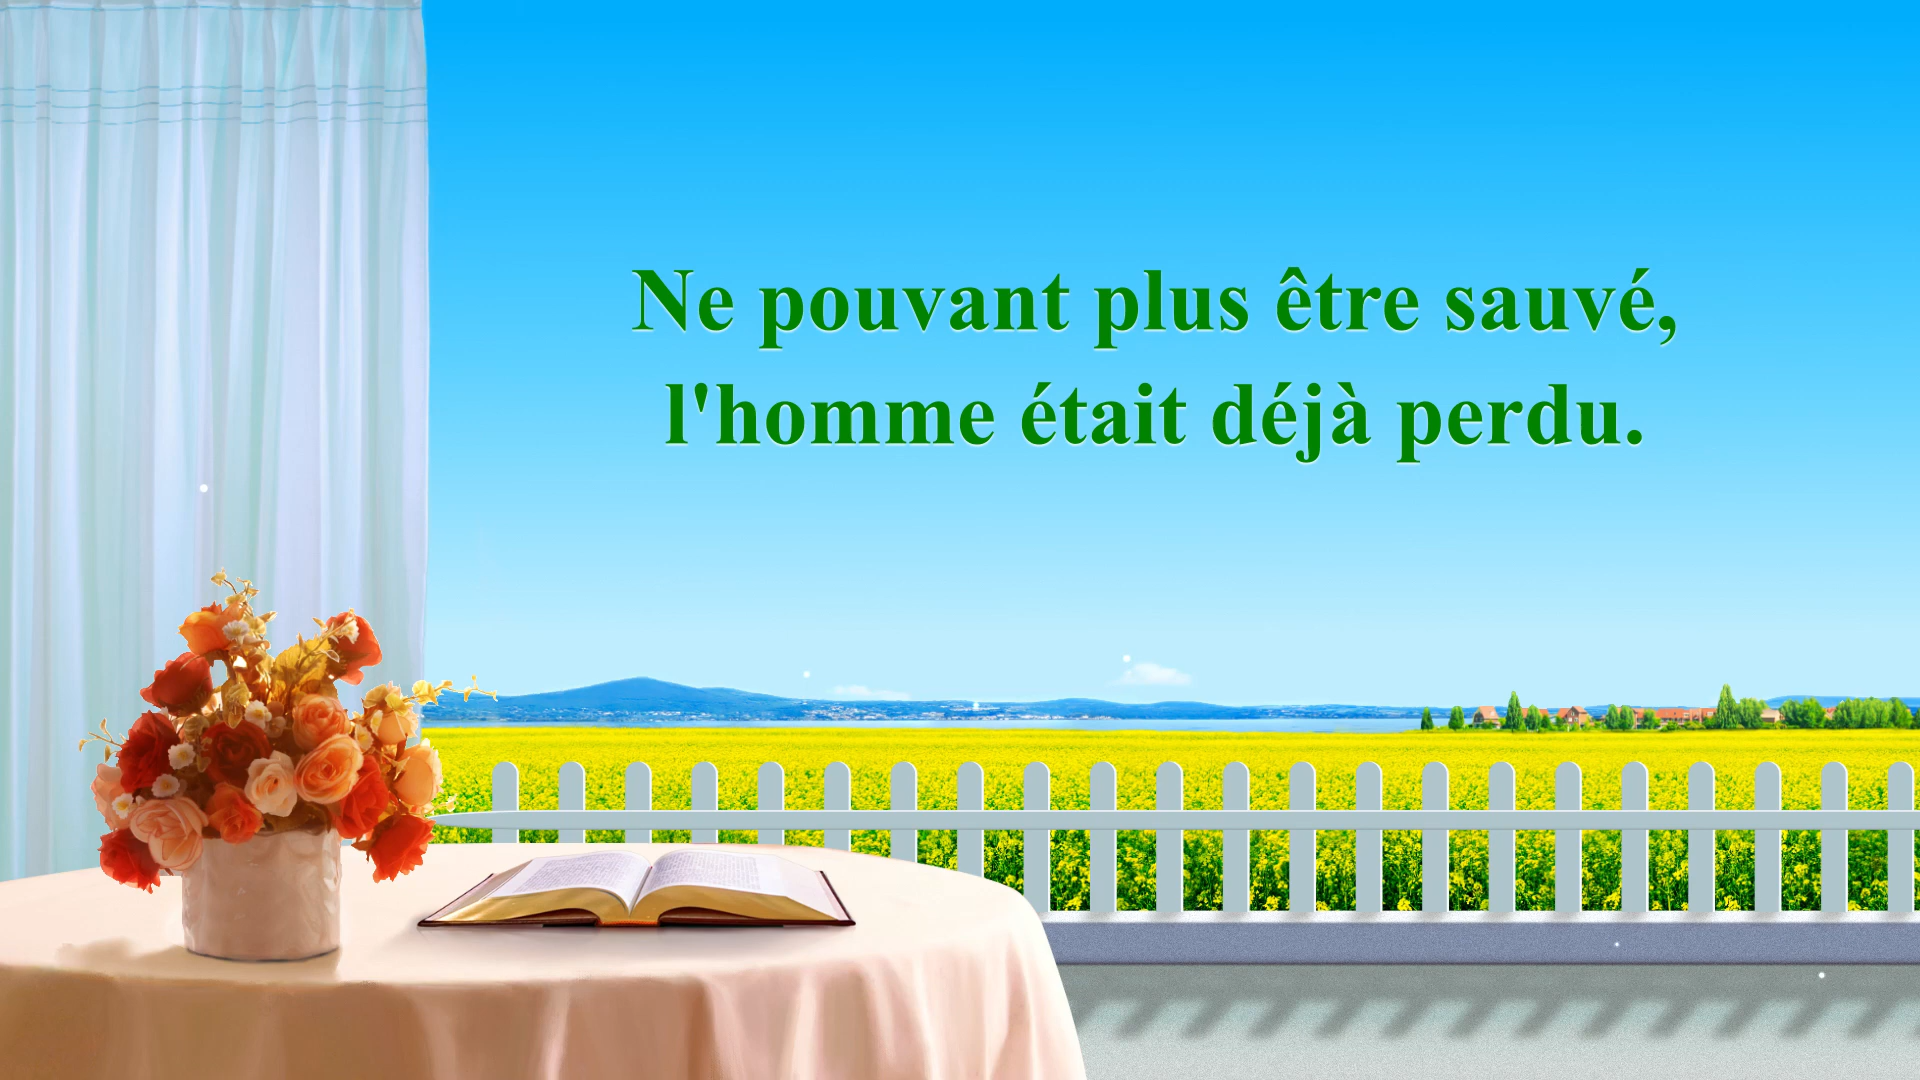 Ne pouvant plus être sauvé,
l'homme était déjà perdu.